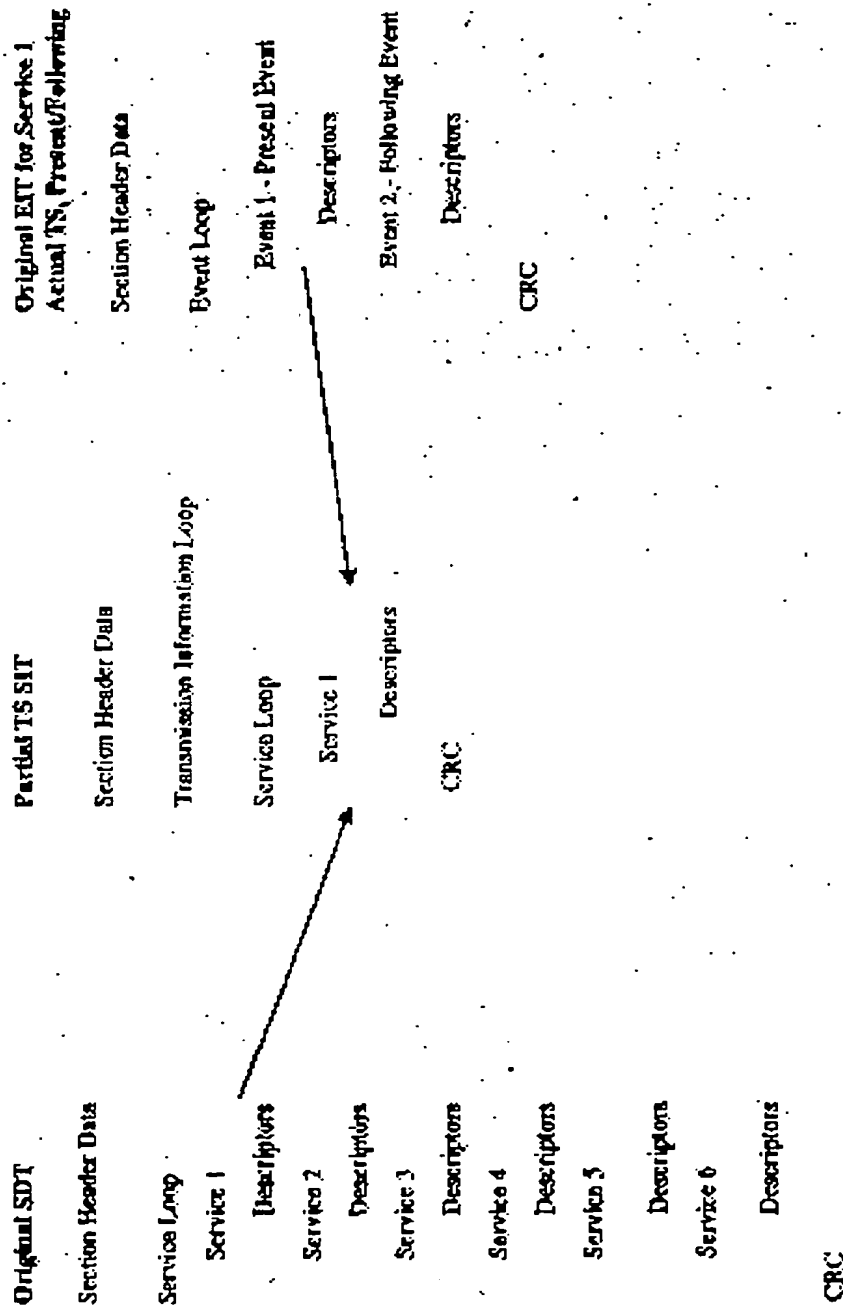 Original SDT
Section Header Data
Service Loop
Service 1
Descriptors
Service 2
Descriptors
Service 3
Descriptors
Service 4
Descriptors
Service 5
Descriptors
Service 6
Descriptors
CRC
Partial TS SIT
Section Header Data
Transmission Information Loop
Service Loop
Service 1
Descriptors
CRC
Original EIT for Service 1
Actual TS, Present/Following
Section Header Data
Event Loop
Event 1 - Present Event
Descriptors
Event 2 - Following Event
Descriptors
CRC